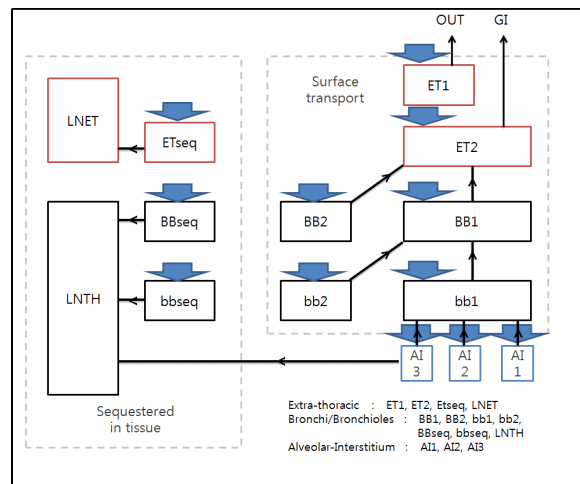 OUT GI
Surface
transport
ET1
LNET
ETseq
ET2
BBseq
BB2
BB1
LNTH
bbseq
bb2
bb1
AI
3
AI
2
AI
1
Sequestered
in tissue
Extra-thoracic : ET1, ET2, Etseq, LNET
Bronchi/Bronchioles : BB1, BB2, bb1, bb2,
BBseq, bbseq, LNTH
Alveolar-Interstitium : AI1, AI2, AI3